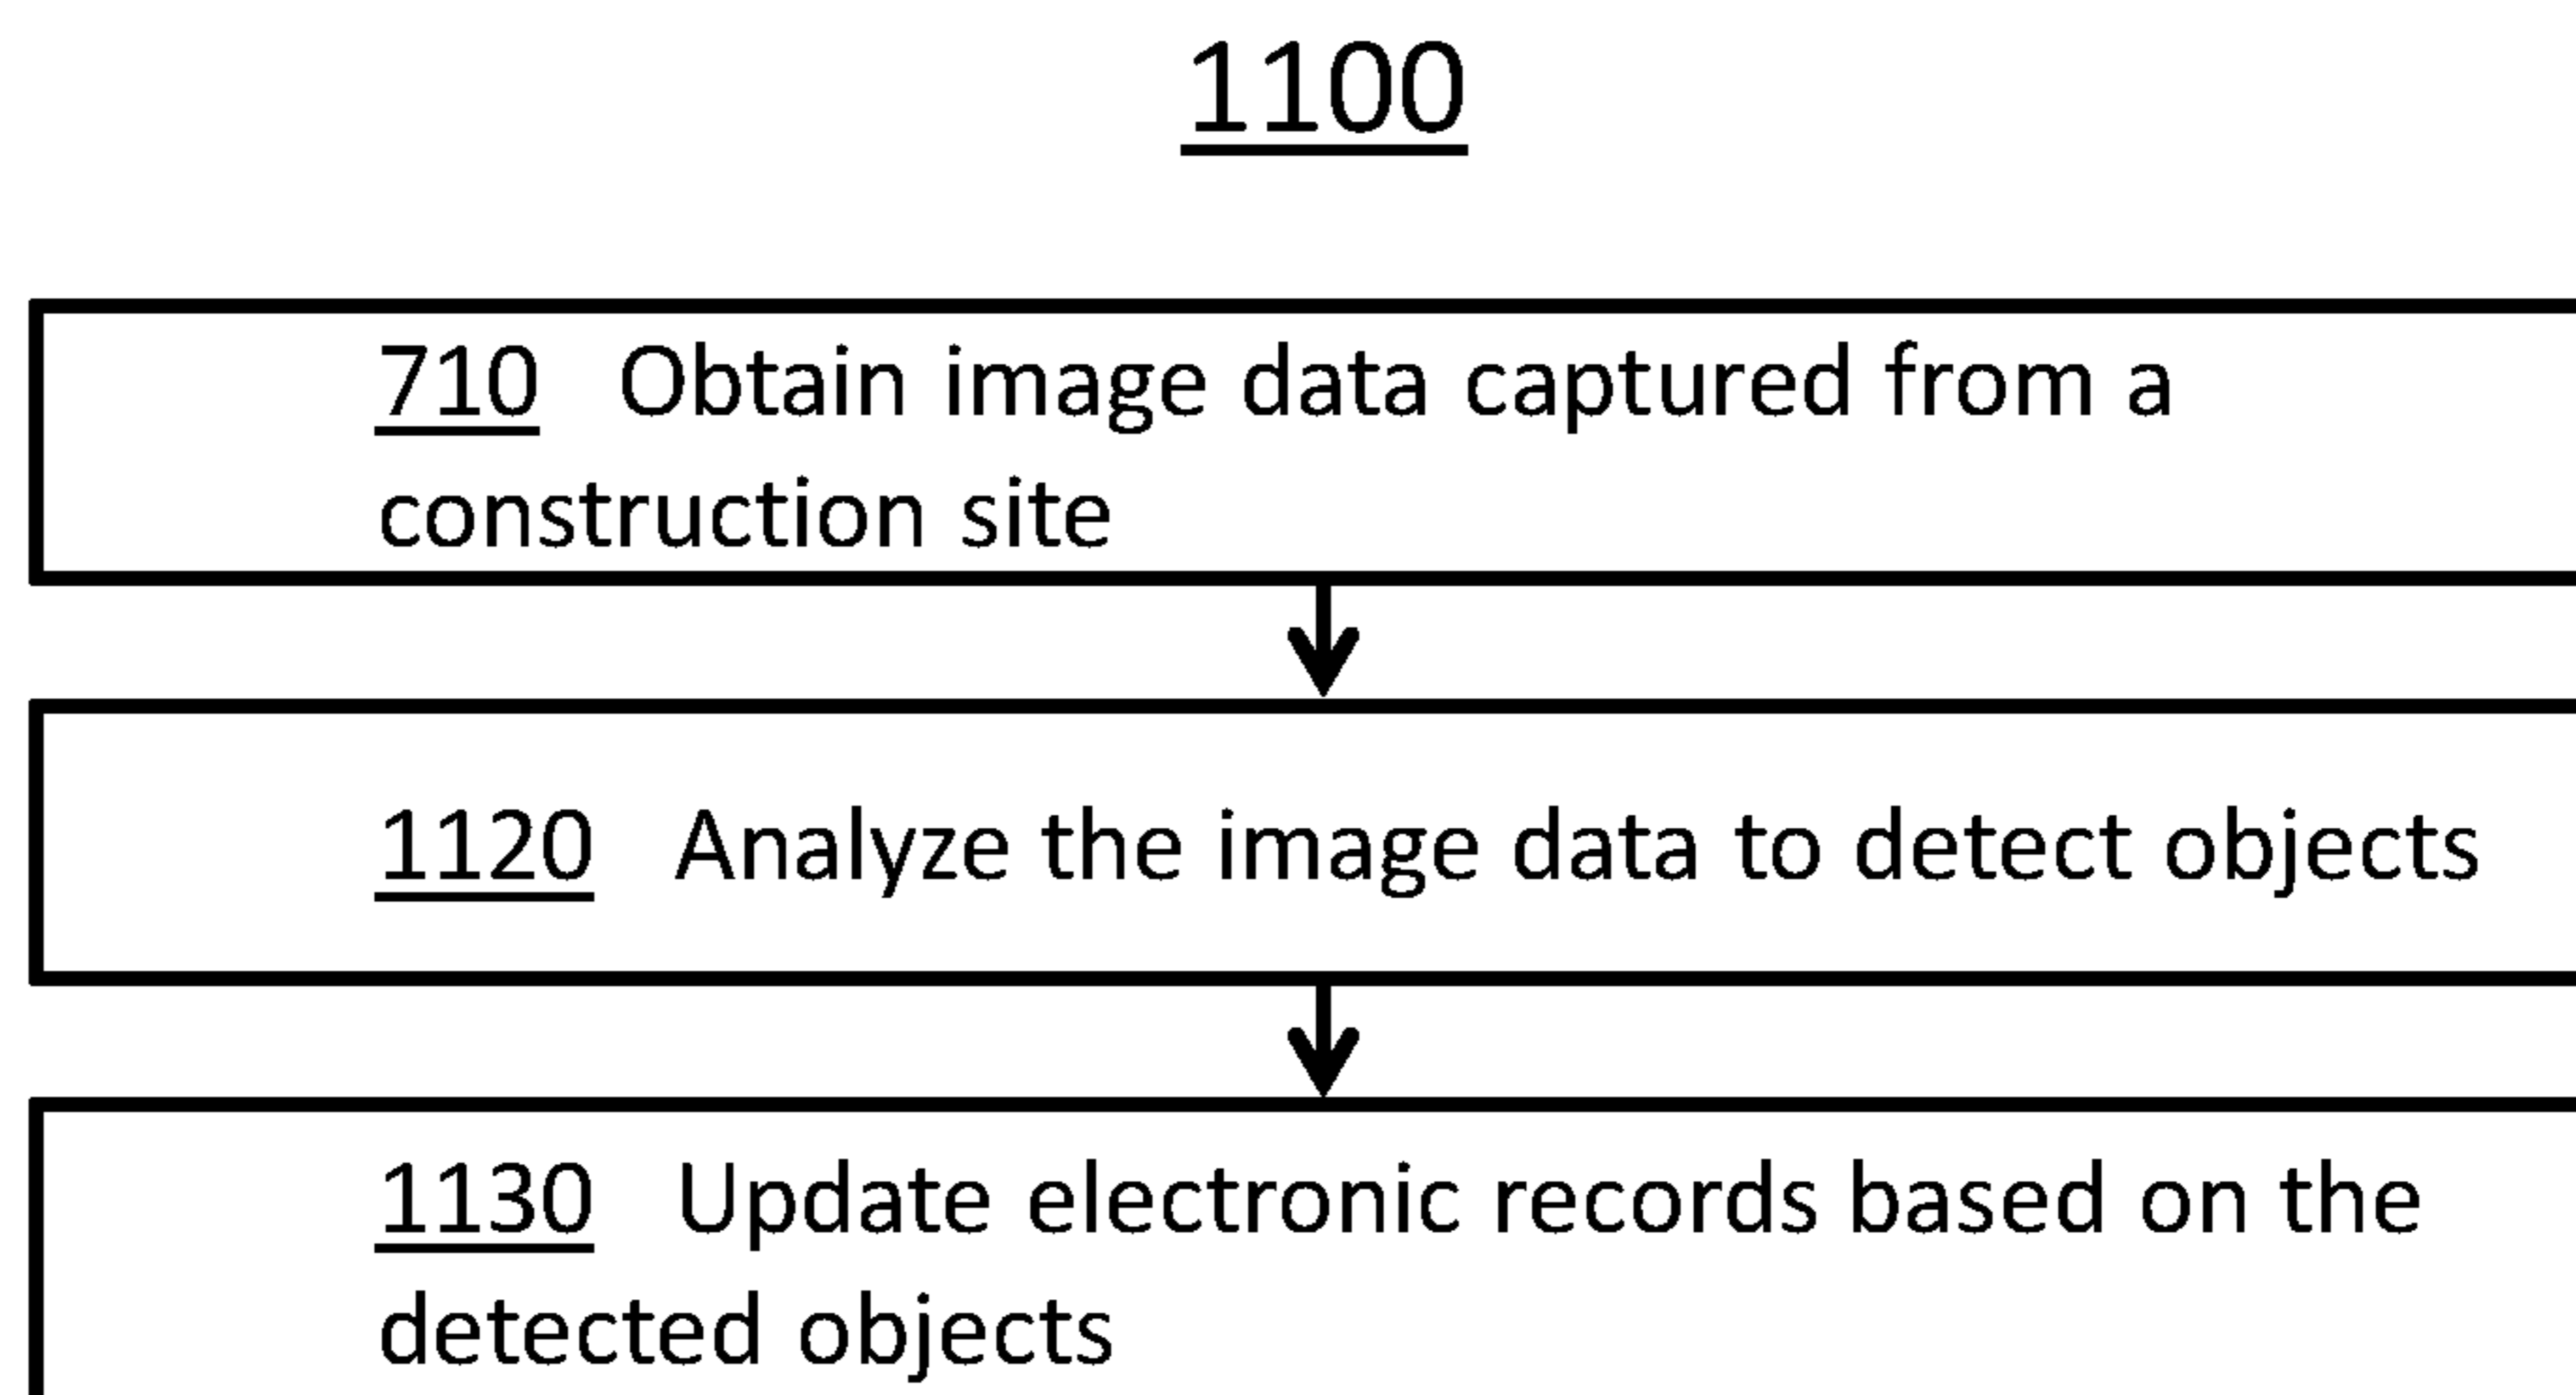 1100
710 Obtain image data captured from a
construction site
1120 Analyze the image data to detect objects
1130 Update electronic records based on the
detected objects